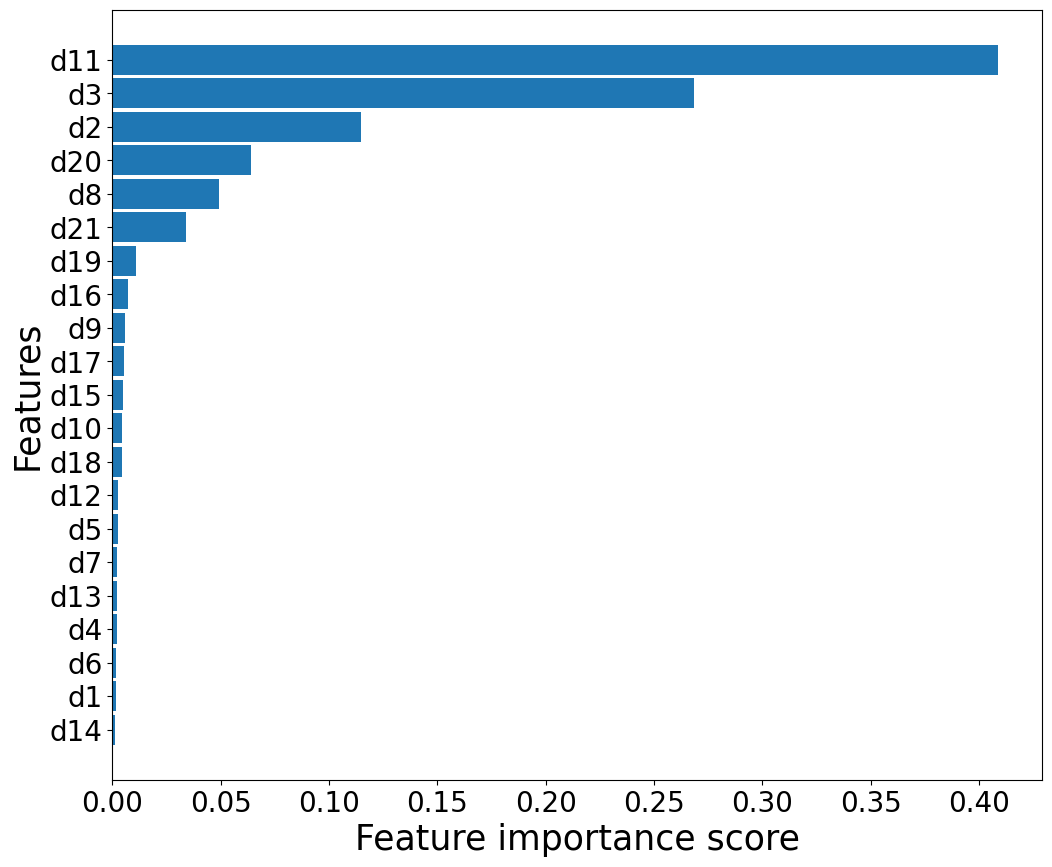 d11
d3
d2
d20
d8
d21
d19
d16
d9
d17
d15
d10
d18
d12
d5
d7
d13
d4
d6
d1
d14
Features
0.00 0.05 0.10 0.15 0.20 0.25 0.30 0.35 0.40
Feature importance score